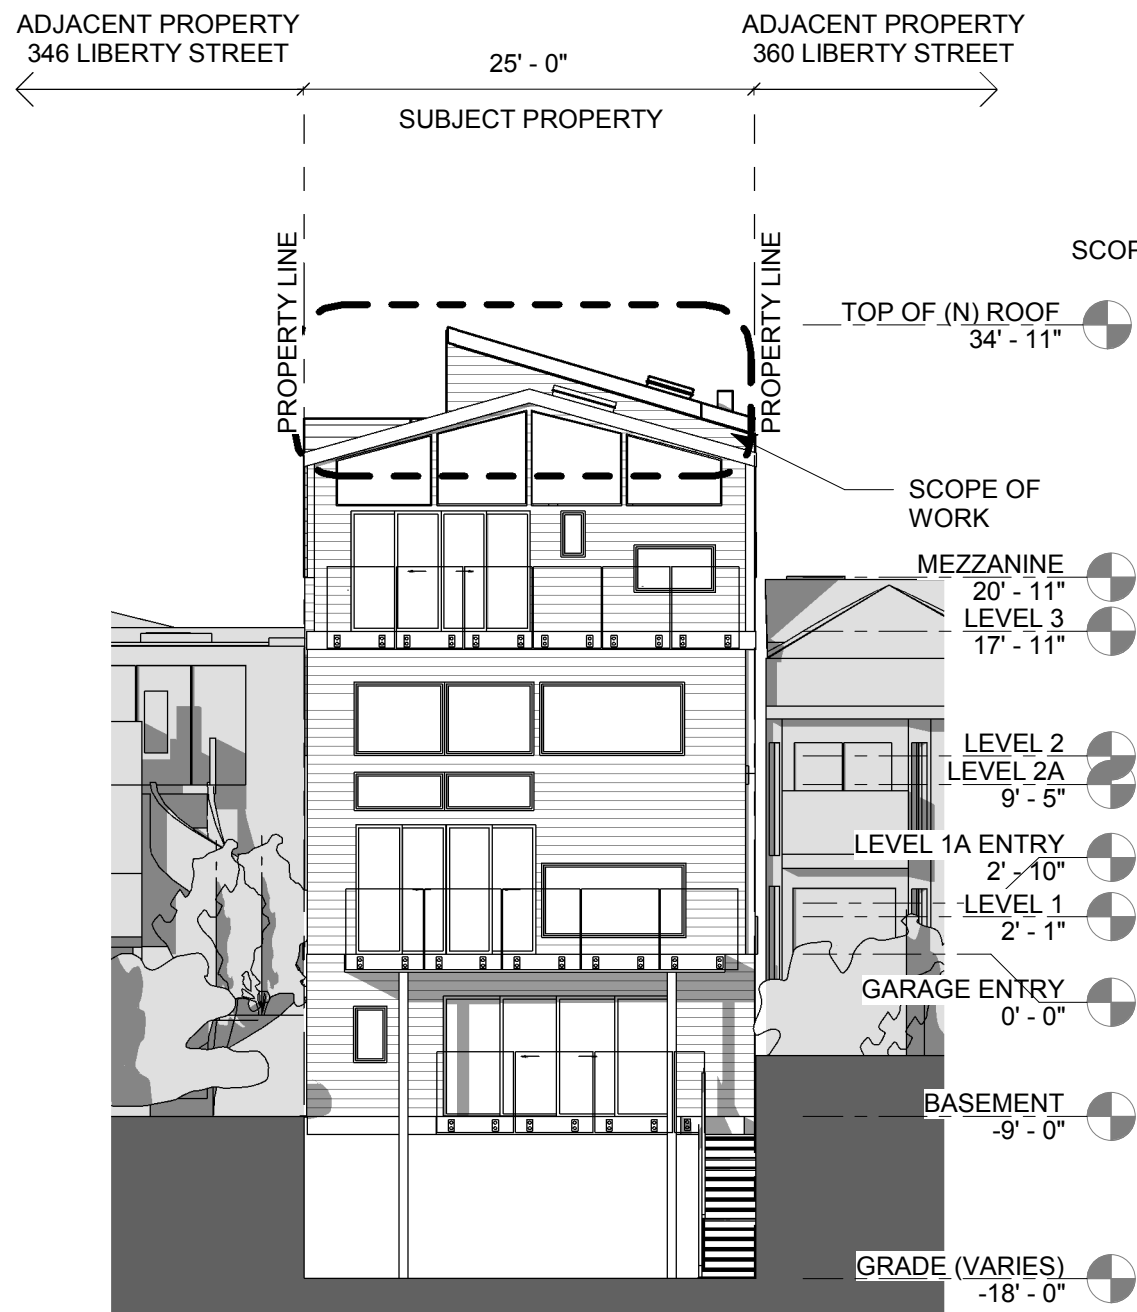 ADJACENT PROPERTY
346 LIBERTY STREET
25' - 0"
SUBJECT PROPERTY
ADJACENT PROPERTY
360 LIBERTY STREET
PROPERTY LINE
PROPERTY LINE
SCOP
TOP OF (N) ROOF
34' - 11"
SCOPE OF
WORK
MEZZANINE
20' - 11"
LEVEL 3
17' - 11"
LEVEL 2
LEVEL 2A
9' - 5"
LEVEL 1A ENTRY
2' - 10"
LEVEL 1
2' - 1"
GARAGE ENTRY
0' - 0"
BASEMENT
-9' - 0"
GRADE (VARIES)
-18' - 0"